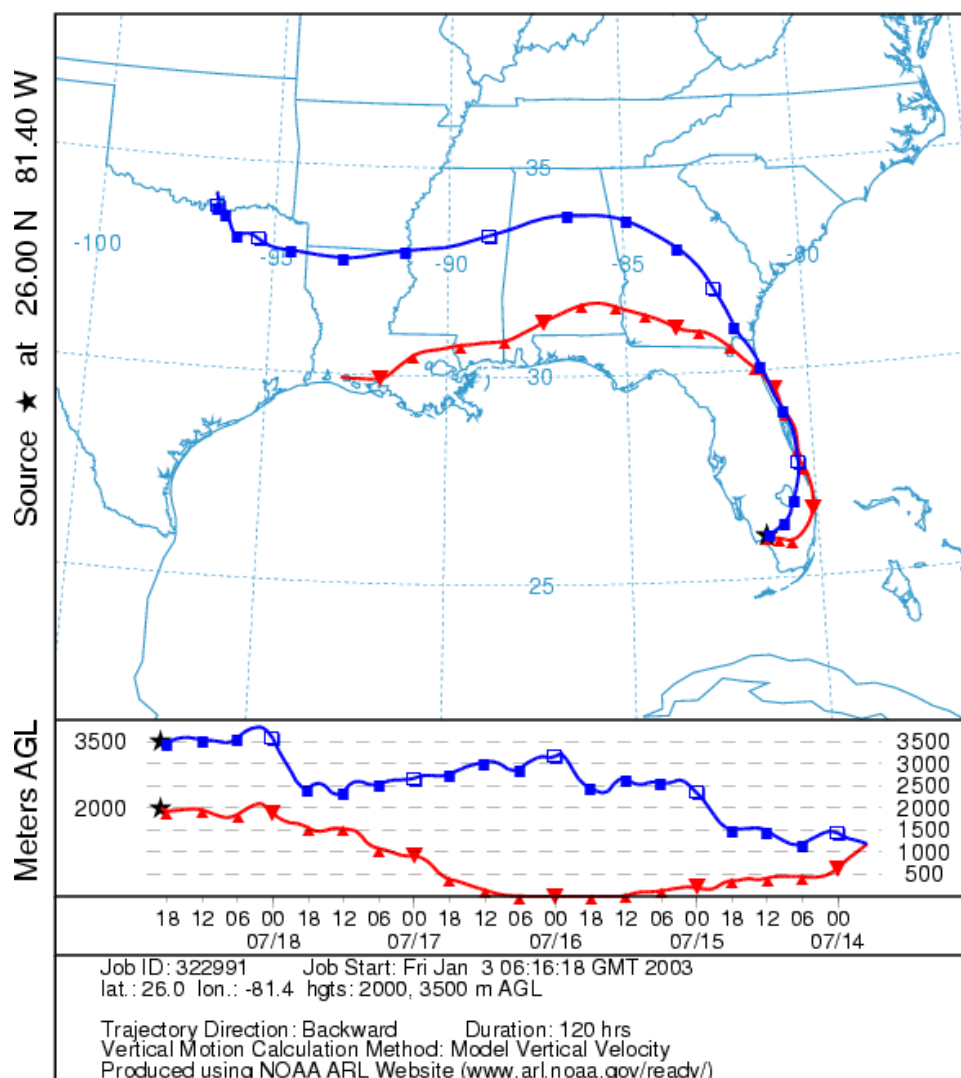 Source ★ at 26.00 N 81.40 W
35
-100
-95
-90
-85
-80
30
25
Meters AGL
3500
2000
3500
3000
2500
2000
1500
1000
500
18 12 06 00 18 12 06 00 18 12 06 00 18 12 06 00 18 12 06 00
07/18 07/17 07/16 07/15 07/14
Job ID: 322991 Job Start: Fri Jan 3 06:16:18 GMT 2003
lat.: 26.0 lon.: -81.4 hgts: 2000, 3500 m AGL
Trajectory Direction: Backward Duration: 120 hrs
Vertical Motion Calculation Method: Model Vertical Velocity
Produced using NOAA ARL Website (www.arl.noaa.gov/ready/)